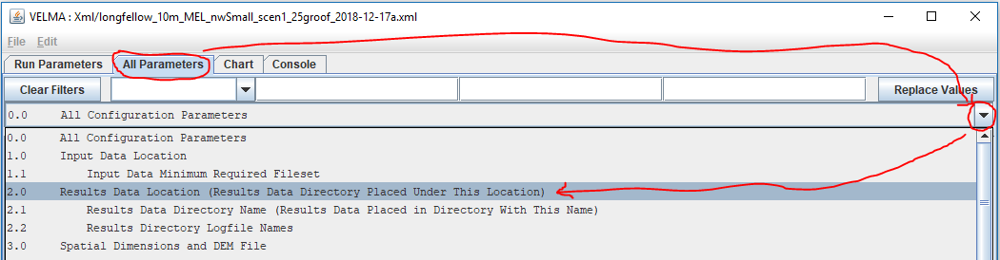 VELMA : Xml/longfellow_10m_MEL_nwSmall_scen1_25groof_2018-12-17a.xml
File Edit
Run Parameters All Parameters Chart Console
Clear Filters Replace Values
0.0 All Configuration Parameters
0.0 All Configuration Parameters
1.0 Input Data Location
1.1 Input Data Minimum Required Fileset
2.0 Results Data Location (Results Data Directory Placed Under This Location)
2.1 Results Data Directory Name (Results Data Placed in Directory With This Name)
2.2 Results Directory Logfile Names
3.0 Spatial Dimensions and DEM File